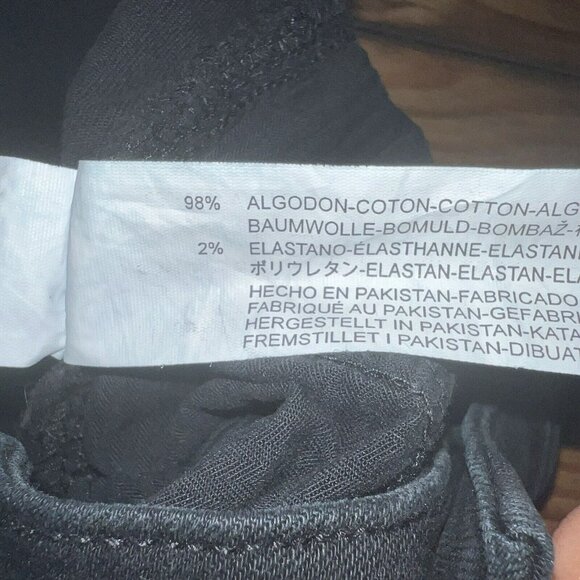 98% ALGODON-COTON-COTTON-ALG
BAUMWOLLE-BOMULD-BOMBAŽ-
2% ELASTANO-ÉLASTHANNE-ELASTAN
ポリウレタン-ELASTAN-ELASTAN-ELA
HECHO EN PAKISTAN-FABRICADO
FABRIQUÉ AU PAKISTAN-GEFABRI
HERGESTELLT IN PAKISTAN-KATA
FREMSTILLET I PAKISTAN-DIBUAT